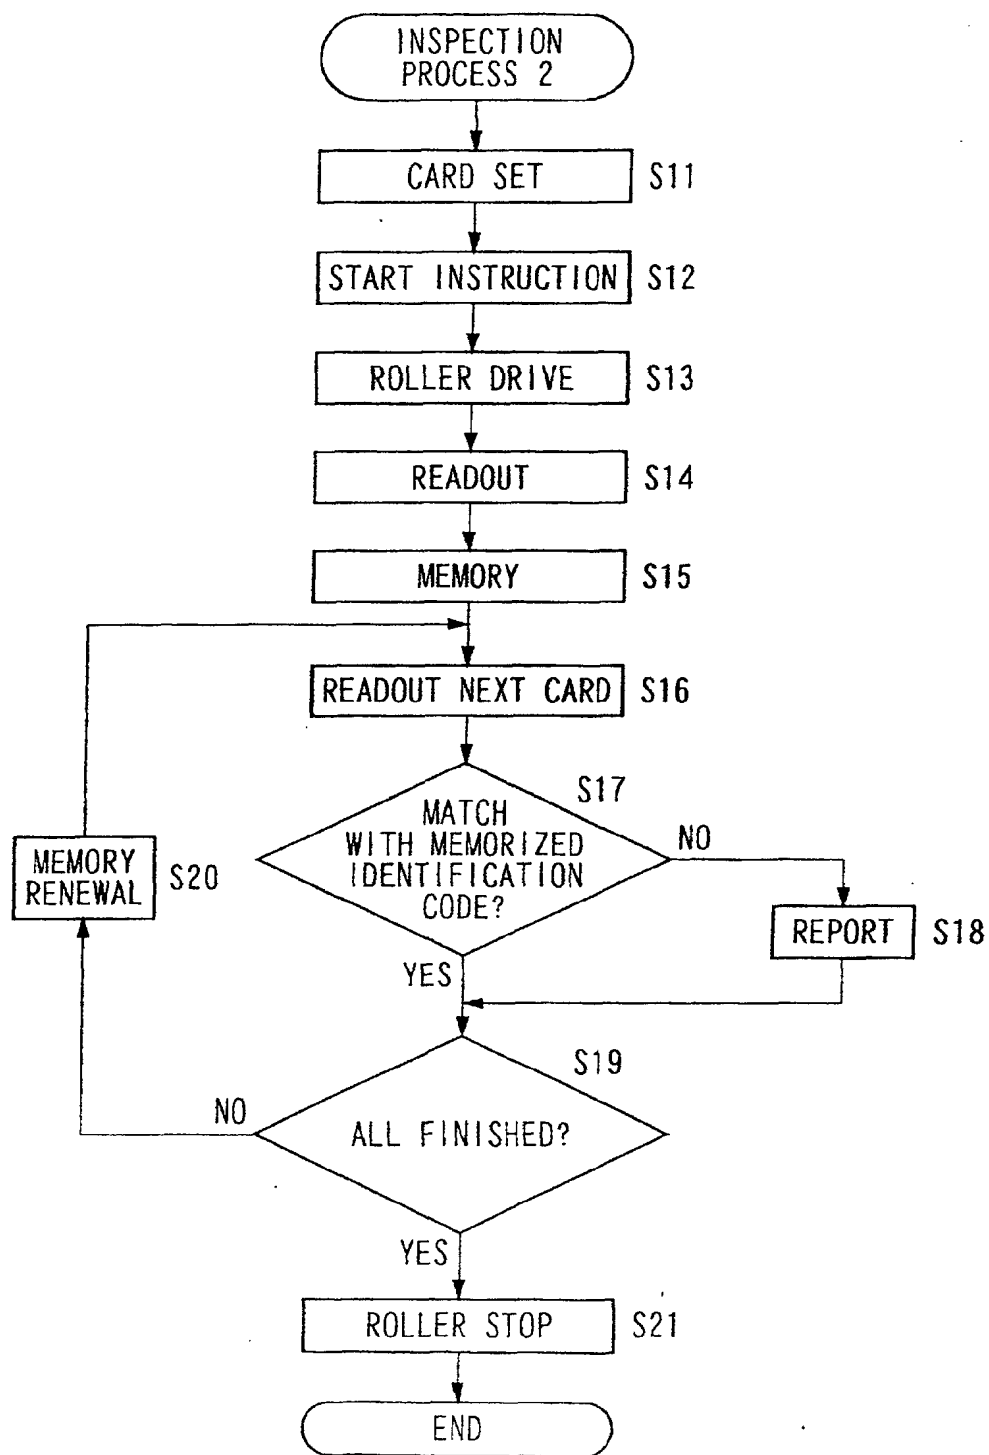 INSPECTION
PROCESS 2
CARD SET S11
START INSTRUCTION S12
ROLLER DRIVE S13
READOUT S14
MEMORY S15
READOUT NEXT CARD S16
S17
MATCH
WITH MEMORIZED
IDENTIFICATION
CODE?
NO
MEMORY
RENEWAL
S20
REPORT S18
YES
S19
NO
ALL FINISHED?
YES
ROLLER STOP S21
END